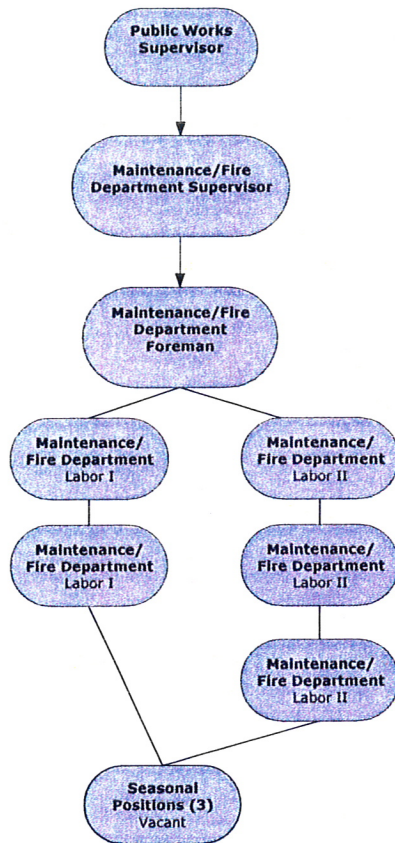 Public Works
Supervisor
Maintenance/Fire
Department Supervisor
Maintenance/Fire
Department
Foreman
Maintenance/
Fire Department
Labor I
Maintenance/
Fire Department
Labor II
Maintenance/
Fire Department
Labor I
Maintenance/
Fire Department
Labor II
Maintenance/
Fire Department
Labor II
Seasonal
Positions (3)
Vacant